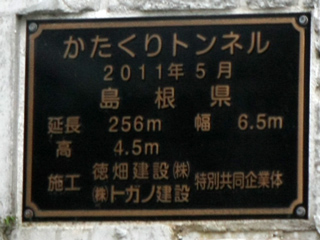 かたくりトンネル
2011年5月
島根県
延長 256m 幅 6.5m
高 4.5m
施工 徳畑建設㈱ 特別共同企業体
㈱トガノ建設